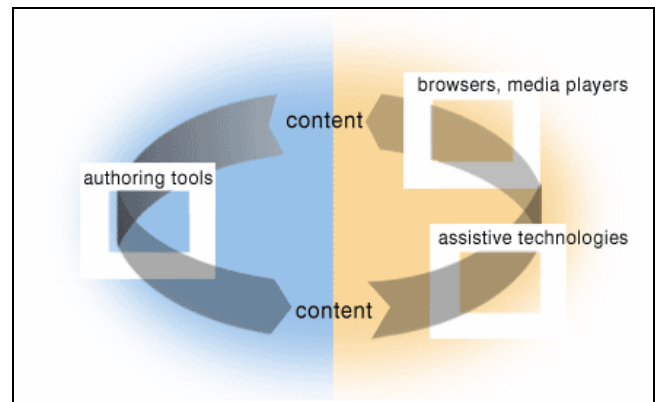 browsers, media players
content
authoring tools
assistive technologies
content